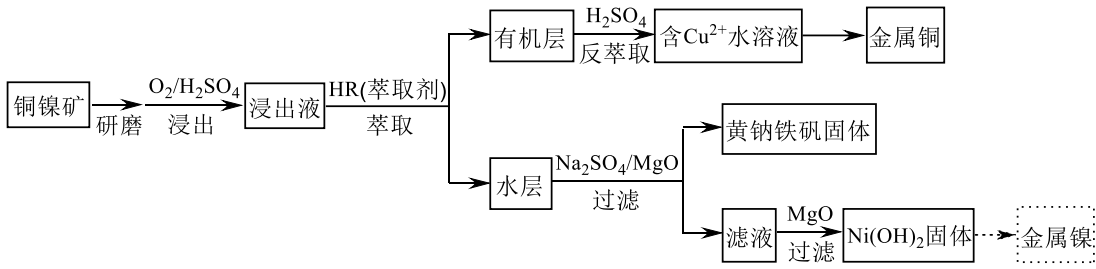 铜镍矿
研磨
O₂/H₂SO₄
浸出
浸出液
HR(萃取剂)
萃取
有机层
H₂SO₄
反萃取
含Cu²⁺水溶液
金属铜
水层
Na₂SO₄/MgO
过滤
黄钠铁矾固体
滤液
MgO
过滤
Ni(OH)₂固体
金属镍